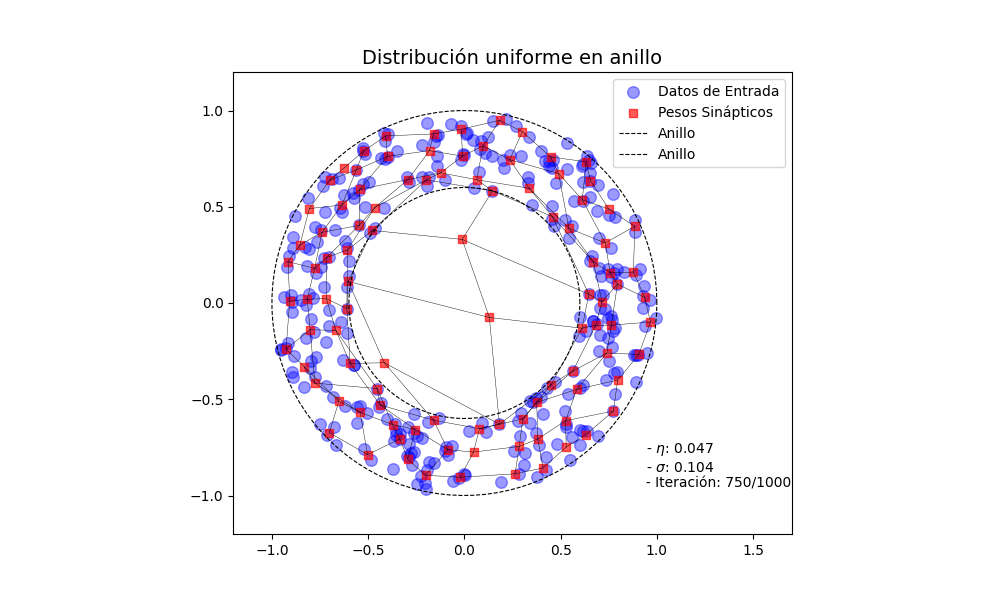 Distribución uniforme en anillo
Datos de Entrada
Pesos Sinápticos
Anillo
Anillo
1.0
0.5
0.0
−0.5
−1.0
- η: 0.047
- σ: 0.104
- Iteración: 750/1000
−1.0
−0.5
0.0
0.5
1.0
1.5